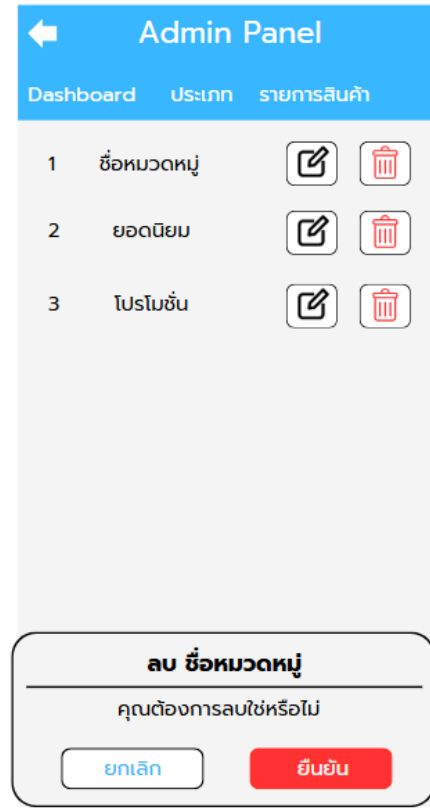 Admin Panel
Dashboard ประเภท รายการสินค้า
1 ชื่อหมวดหมู่
2 ยอดนิยม
3 โปรโมชั่น
ลบ ชื่อหมวดหมู่
คุณต้องการลบใช่หรือไม่
ยกเลิก ยืนยัน